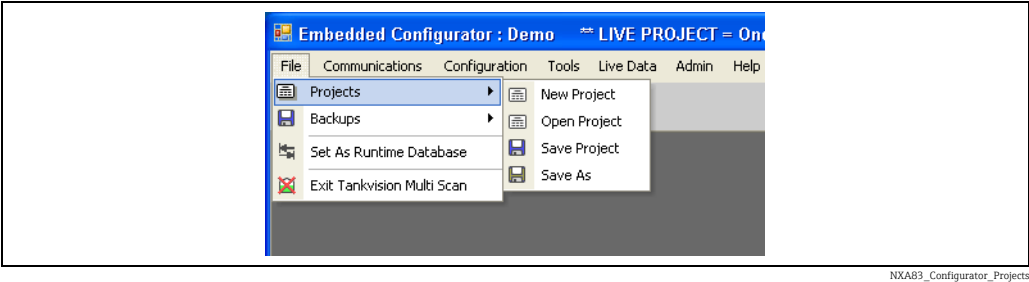 Embedded Configurator : Demo ** LIVE PROJECT = One
File Communications Configuration Tools Live Data Admin Help
Projects
Backups
Set As Runtime Database
Exit Tankvision Multi Scan
New Project
Open Project
Save Project
Save As
NXA83_Configurator_Projects